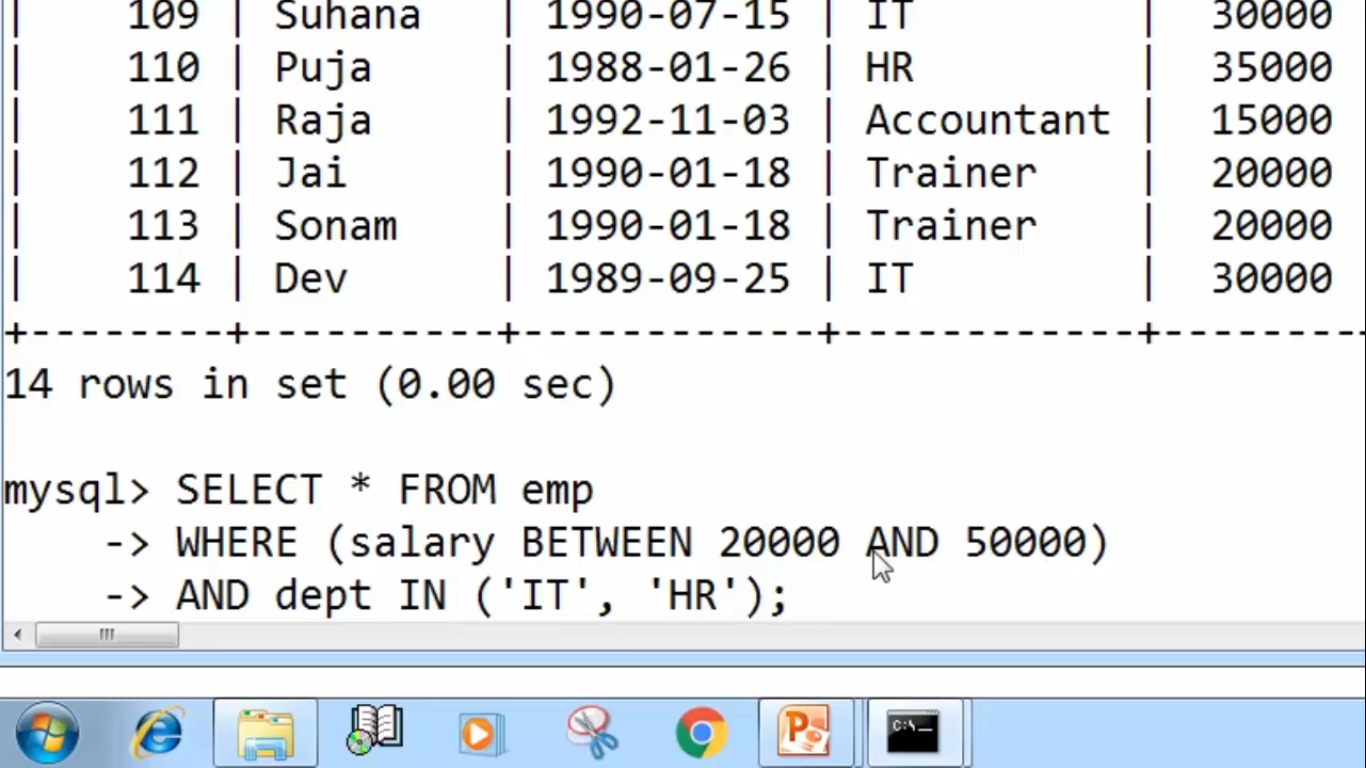 |      109 | Suhana   | 1990-07-15 | IT         |  30000
|      110 | Puja     | 1988-01-26 | HR         |  35000
|      111 | Raja     | 1992-11-03 | Accountant |  15000
|      112 | Jai      | 1990-01-18 | Trainer    |  20000
|      113 | Sonam    | 1990-01-18 | Trainer    |  20000
|      114 | Dev      | 1989-09-25 | IT         |  30000
+--------+----------+------------+------------+--------
14 rows in set (0.00 sec)
mysql> SELECT * FROM emp
    -> WHERE (salary BETWEEN 20000 AND 50000)
    -> AND dept IN ('IT', 'HR');
C:\_